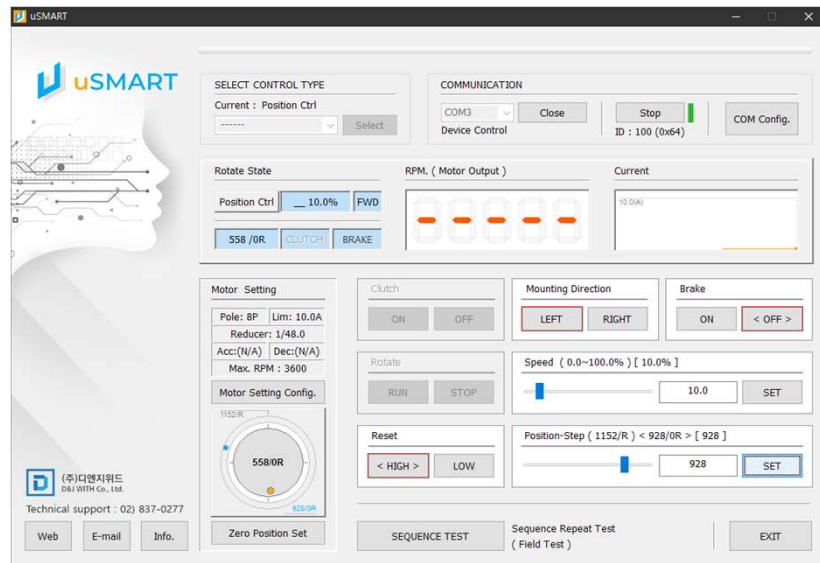 uSMART
uSMART
SELECT CONTROL TYPE
Current : Position Ctrl
------
Select
COMMUNICATION
COM3
Close
Device Control
Stop
ID : 100 (0x64)
COM Config.
Rotate State
Position Ctrl
__ 10.0%
FWD
558 /0R
CLUTCH
BRAKE
RPM. ( Motor Output )
-----
Current
10.0(A)
Motor Setting
Pole: 8P
Lim: 10.0A
Reducer: 1/48.0
Acc:(N/A)
Dec:(N/A)
Max. RPM : 3600
Motor Setting Config.
1152/R
558/0R
928/0R
Zero Position Set
Clutch
ON
OFF
Mounting Direction
LEFT
RIGHT
Brake
ON
< OFF >
Rotate
RUN
STOP
Speed ( 0.0~100.0% ) [ 10.0% ]
10.0
SET
Reset
< HIGH >
LOW
Position-Step ( 1152/R ) < 928/0R > [ 928 ]
928
SET
(주)디엔지위드
D&J WITH Co., Ltd.
Technical support : 02) 837-0277
Web
E-mail
Info.
SEQUENCE TEST
Sequence Repeat Test
( Field Test )
EXIT